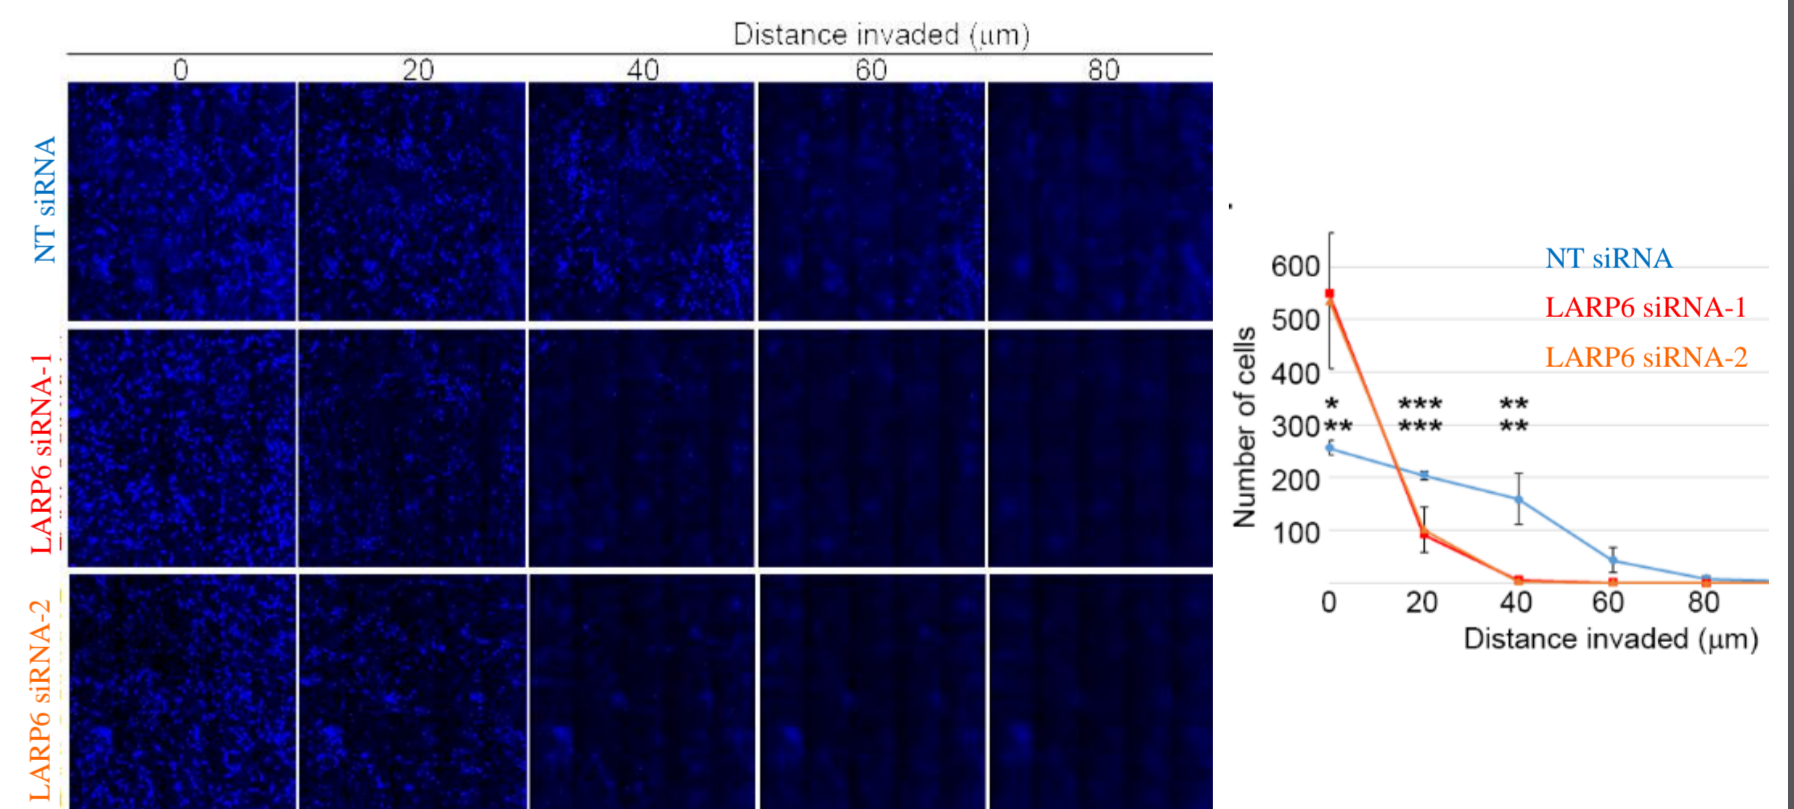 Distance invaded (μm)
0 20 40 60 80
NT siRNA
LARP6 siRNA-1
LARP6 siRNA-2
NT siRNA
LARP6 siRNA-1
LARP6 siRNA-2
Number of cells
600
500
400
300
200
100
* *** **
** *** **
0 20 40 60 80
Distance invaded (μm)